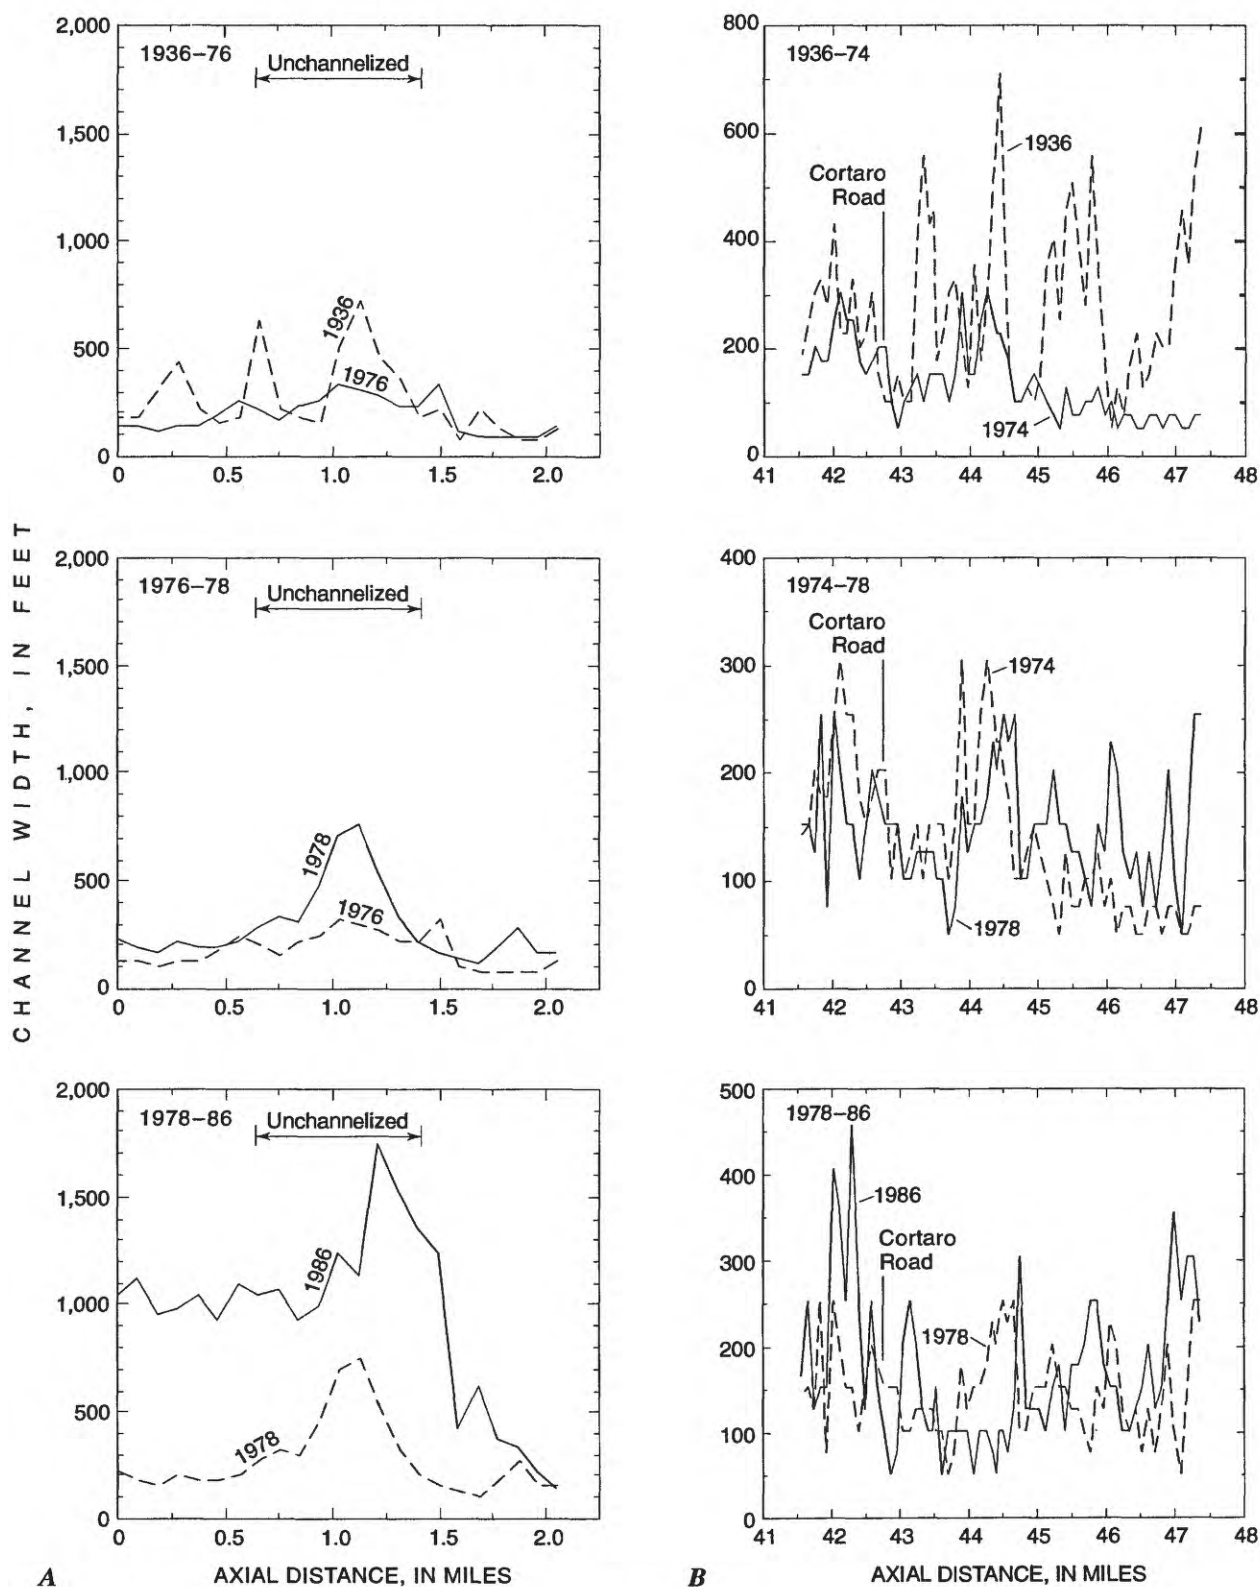 CHANNEL WIDTH, IN FEET
2,000
1,500
1,000
500
0
1936–76
Unchannelized
1936
1976
0 0.5 1.0 1.5 2.0
800
600
400
200
0
1936–74
Cortaro
Road
1936
1974
41 42 43 44 45 46 47 48
2,000
1,500
1,000
500
0
1976–78
Unchannelized
1978
1976
0 0.5 1.0 1.5 2.0
400
300
200
100
0
1974–78
Cortaro
Road
1974
1978
41 42 43 44 45 46 47 48
2,000
1,500
1,000
500
0
1978–86
Unchannelized
1986
1978
0 0.5 1.0 1.5 2.0
A
AXIAL DISTANCE, IN MILES
500
400
300
200
100
0
1978–86
1986
Cortaro
Road
1978
41 42 43 44 45 46 47 48
B
AXIAL DISTANCE, IN MILES